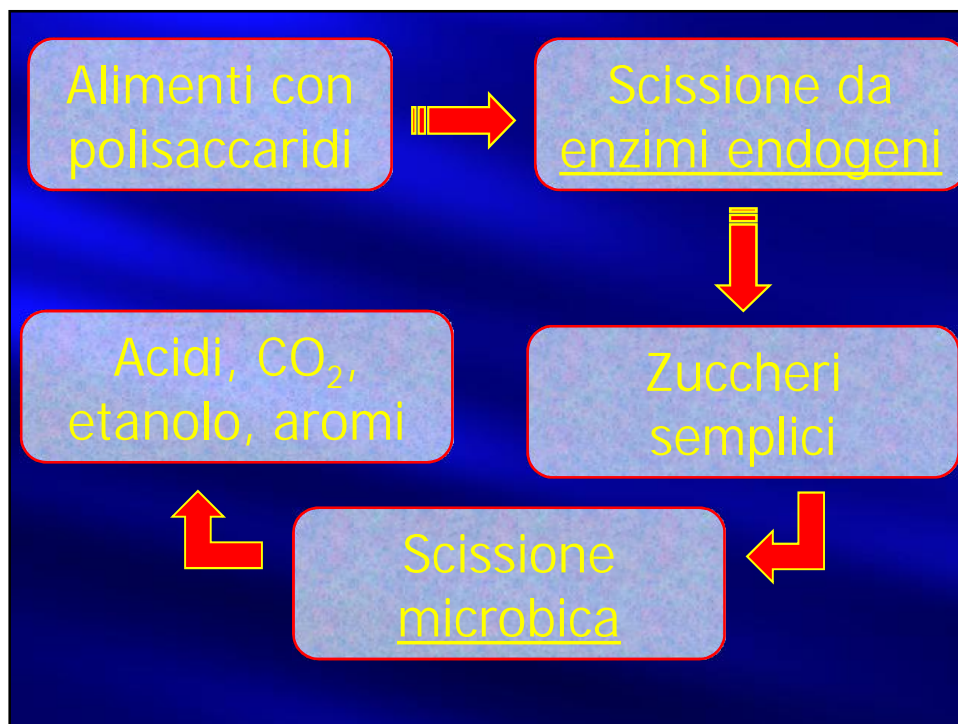 Alimenti con
polisaccaridi
Scissione da
enzimi endogeni
Zuccheri
semplici
Scissione
microbica
Acidi, CO₂,
etanolo, aromi